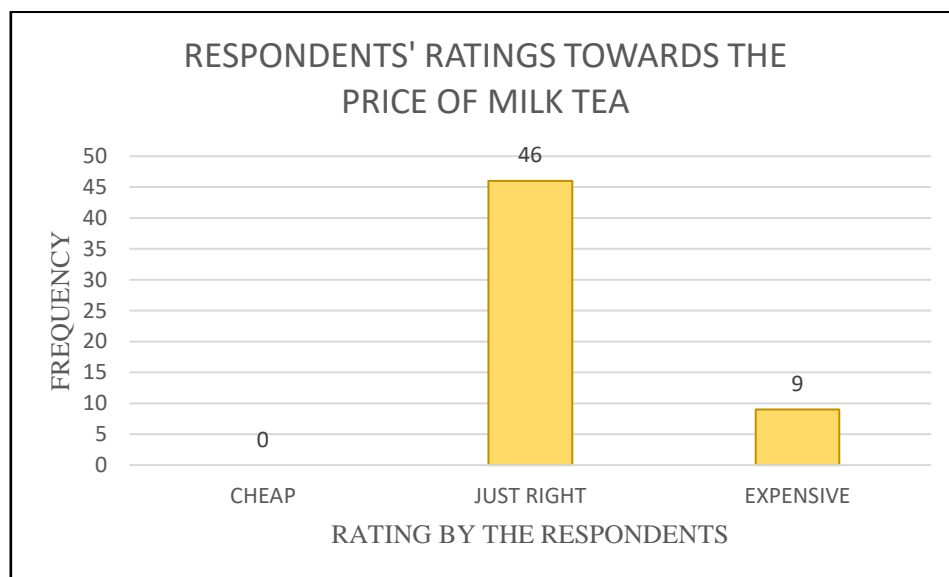 RESPONDENTS' RATINGS TOWARDS THE
PRICE OF MILK TEA
46
50
45
40
35
30
25
20
15
10
5
0
0
9
FREQUENCY
CHEAP
JUST RIGHT
EXPENSIVE
RATING BY THE RESPONDENTS